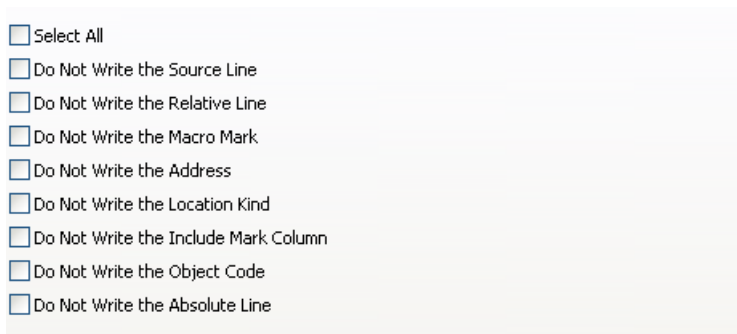 Select All
Do Not Write the Source Line
Do Not Write the Relative Line
Do Not Write the Macro Mark
Do Not Write the Address
Do Not Write the Location Kind
Do Not Write the Include Mark Column
Do Not Write the Object Code
Do Not Write the Absolute Line